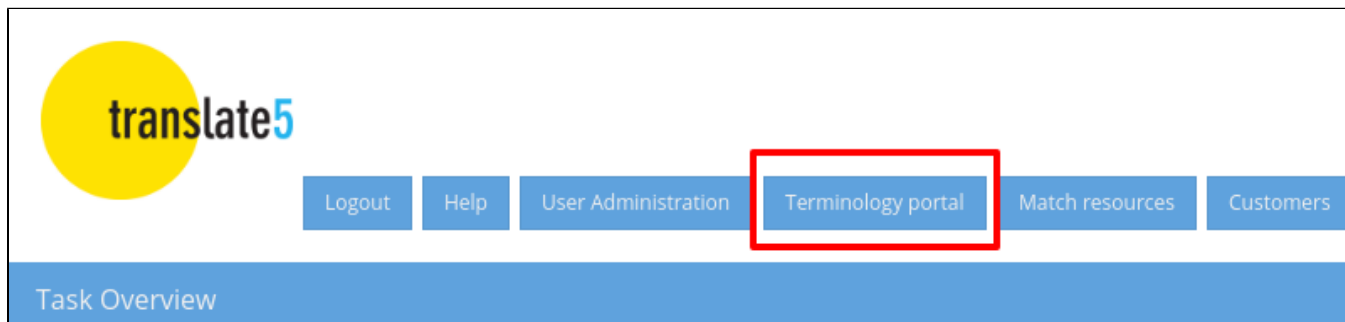 translate5
Logout Help User Administration Terminology portal Match resources Customers
Task Overview